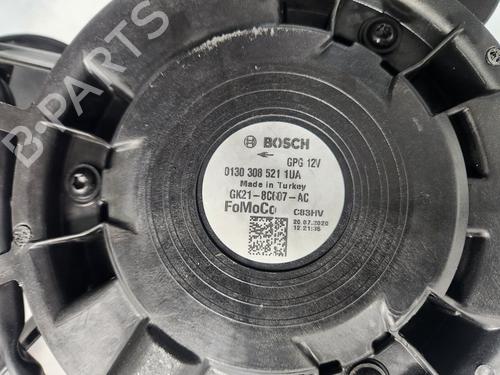 B-PARTS
BOSCH
GPG 12V
0130 308 521 1UA
Made in Turkey
GK21-8C607-AC
FoMoCo C83HV
20.07.2020
12:21:35